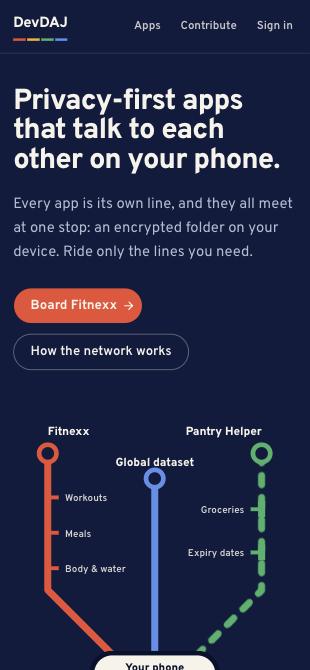 DevDAJ
Apps Contribute Sign in
Privacy-first apps
that talk to each
other on your phone.
Every app is its own line, and they all meet
at one stop: an encrypted folder on your
device. Ride only the lines you need.
Board Fitnexx →
How the network works
Fitnexx
Pantry Helper
Global dataset
Workouts
Groceries
Meals
Expiry dates
Body & water
Your phone